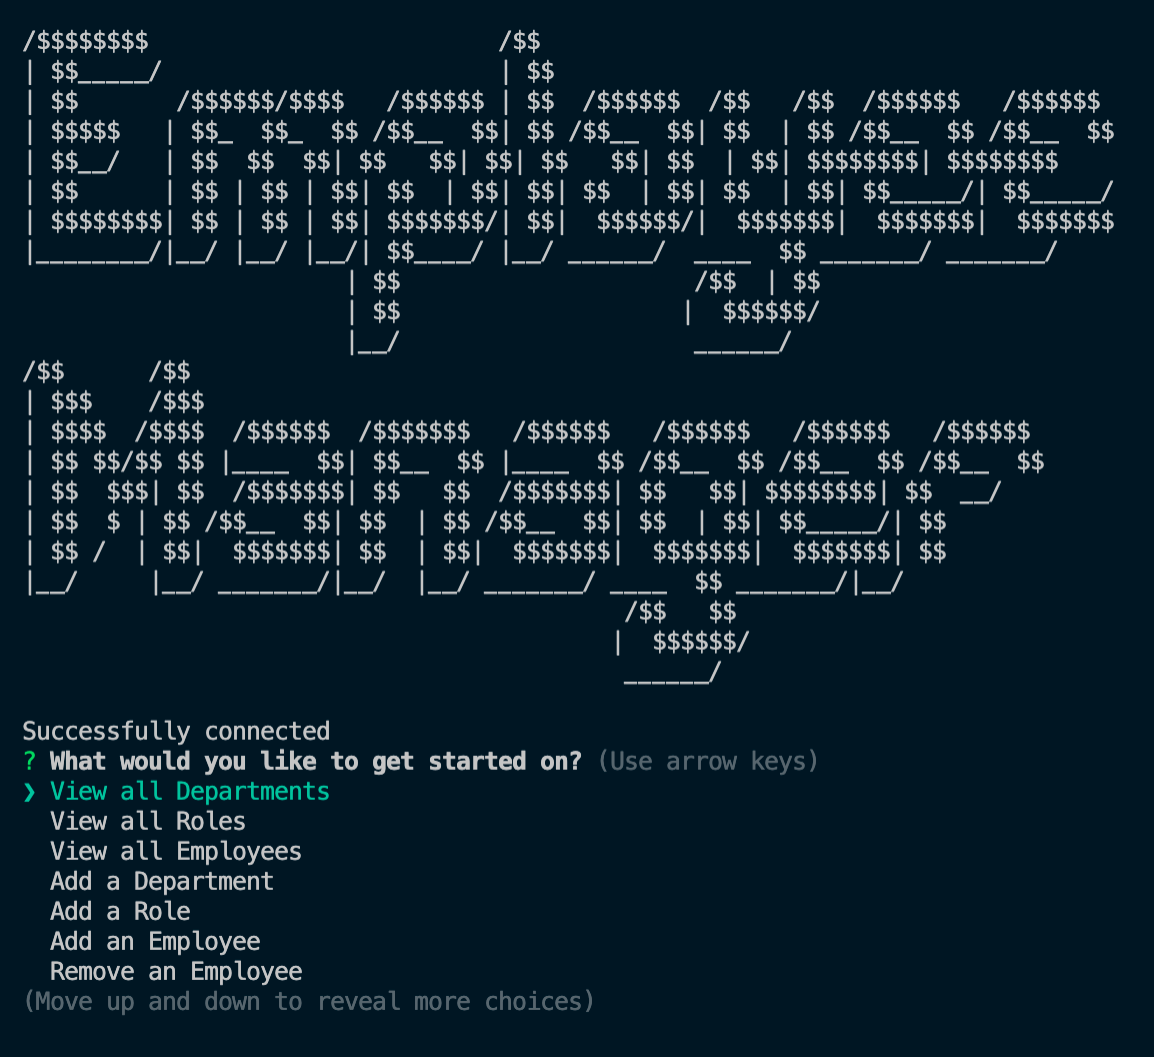 Employee
Manager
Successfully connected
? What would you like to get started on? (Use arrow keys)
❯ View all Departments
View all Roles
View all Employees
Add a Department
Add a Role
Add an Employee
Remove an Employee
(Move up and down to reveal more choices)